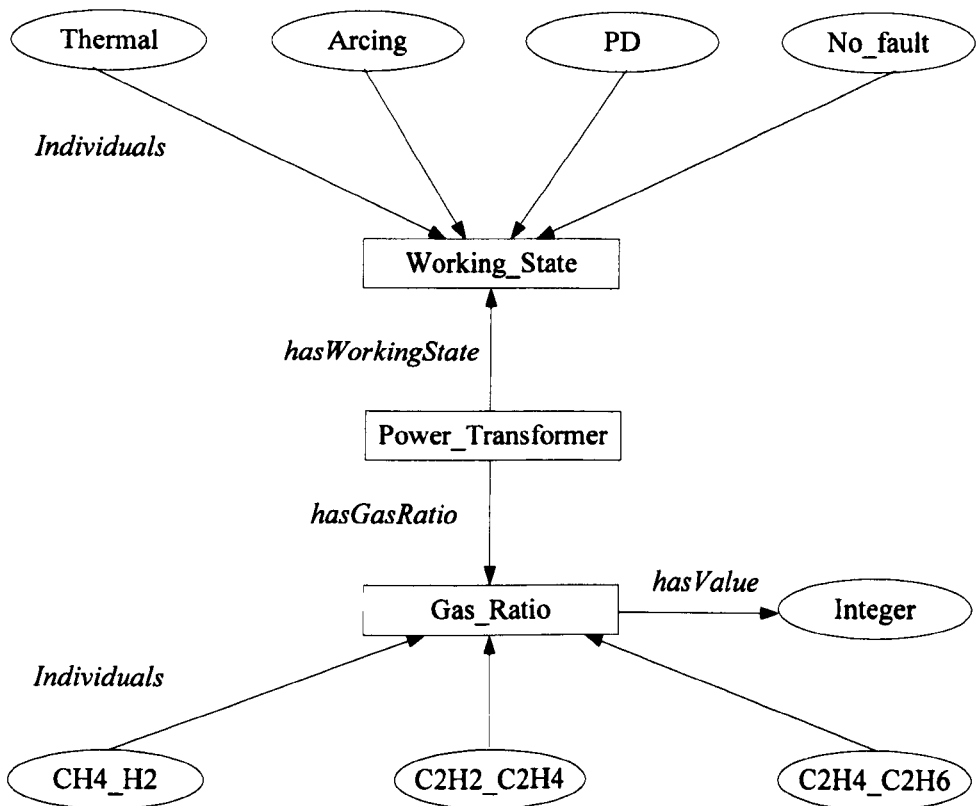 Thermal
Arcing
PD
No_fault
Individuals
Working_State
hasWorkingState
Power_Transformer
hasGasRatio
hasValue
Gas_Ratio
Integer
Individuals
CH4_H2
C2H2_C2H4
C2H4_C2H6